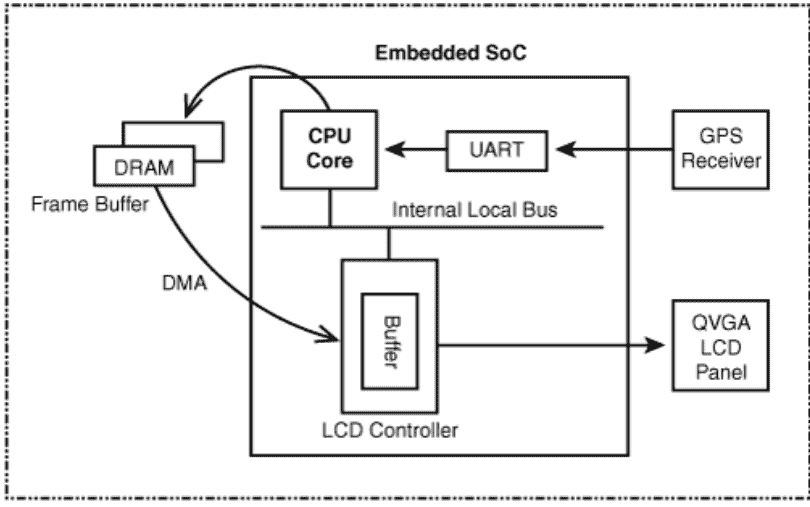 Embedded SoC
CPU
Core
UART
GPS
Receiver
DRAM
Frame Buffer
Internal Local Bus
DMA
Buffer
QVGA
LCD
Panel
LCD Controller